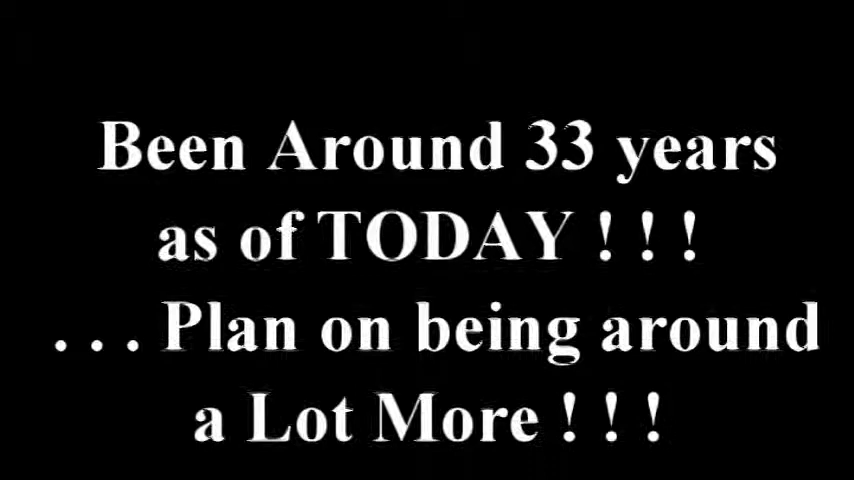 Been Around 33 years
as of TODAY ! ! !
. . . Plan on being around
a Lot More ! ! !